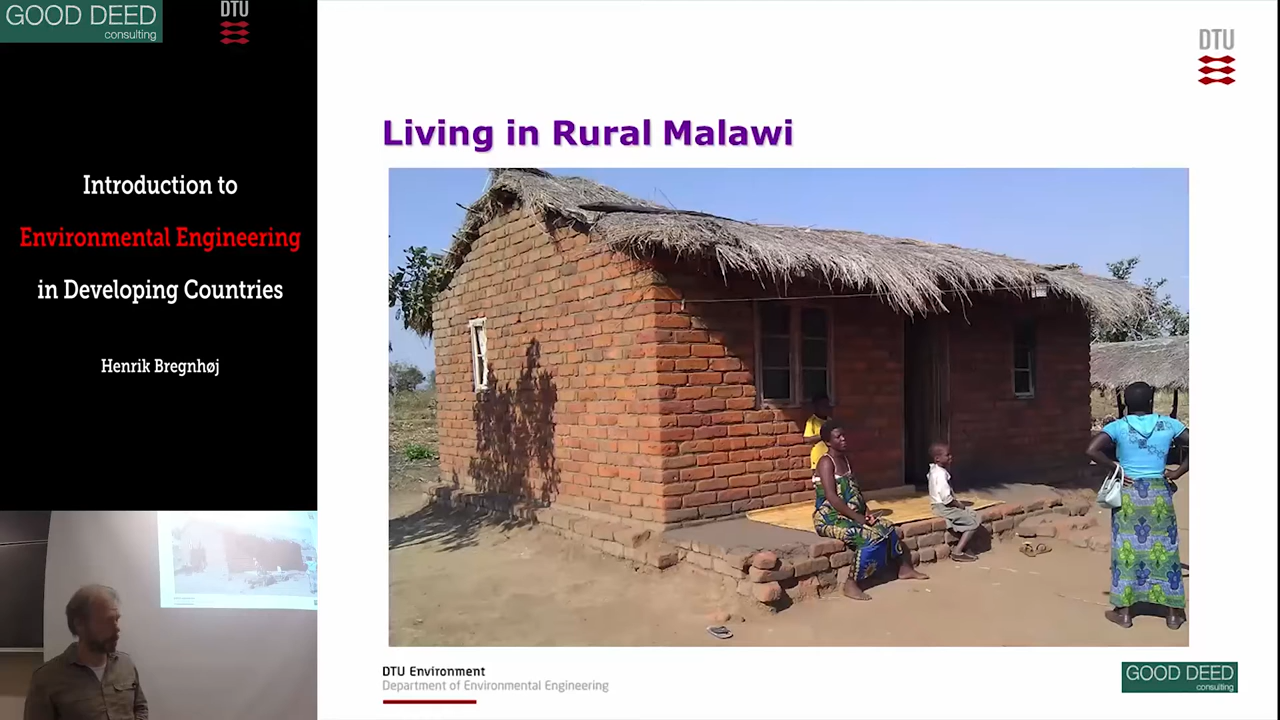 GOOD DEED
consulting
DTU
Introduction to
Environmental Engineering
in Developing Countries
Henrik Bregnhøj
DTU
Living in Rural Malawi
DTU Environment
Department of Environmental Engineering
GOOD DEED
consulting